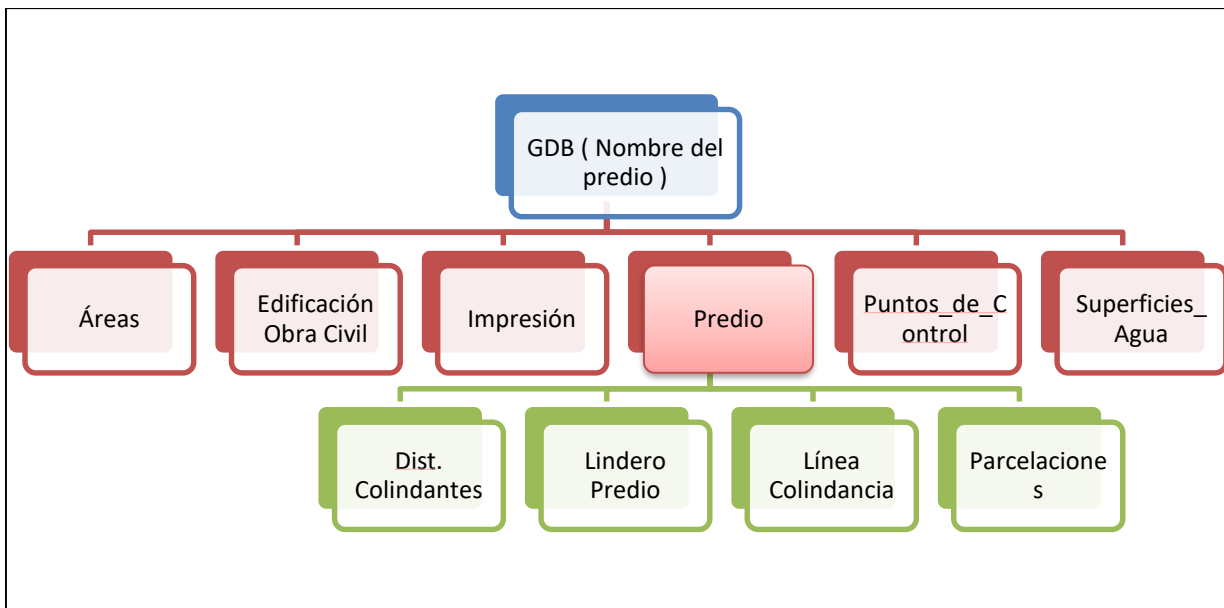 GDB ( Nombre del
predio )
Áreas
Edificación
Obra Civil
Impresión
Predio
Puntos_de_C
ontrol
Superficies_
Agua
Dist.
Colindantes
Lindero
Predio
Línea
Colindancia
Parcelacione
s